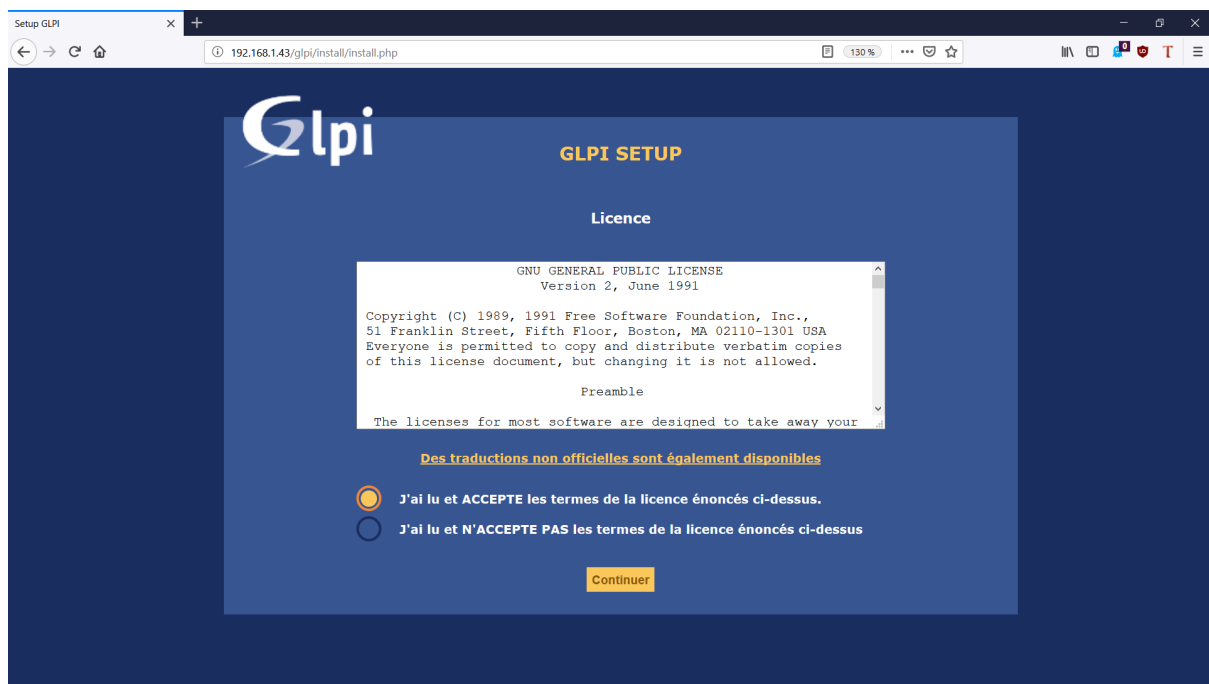 Setup GLPI
192.168.1.43/glpi/install/install.php
130 %
0
T
Glpi
GLPI SETUP
Licence
GNU GENERAL PUBLIC LICENSE
Version 2, June 1991
Copyright (C) 1989, 1991 Free Software Foundation, Inc.,
51 Franklin Street, Fifth Floor, Boston, MA 02110-1301 USA
Everyone is permitted to copy and distribute verbatim copies
of this license document, but changing it is not allowed.
Preamble
The licenses for most software are designed to take away your
Des traductions non officielles sont également disponibles
J'ai lu et ACCEPTE les termes de la licence énoncés ci-dessus.
J'ai lu et N'ACCEPTE PAS les termes de la licence énoncés ci-dessus
Continuer